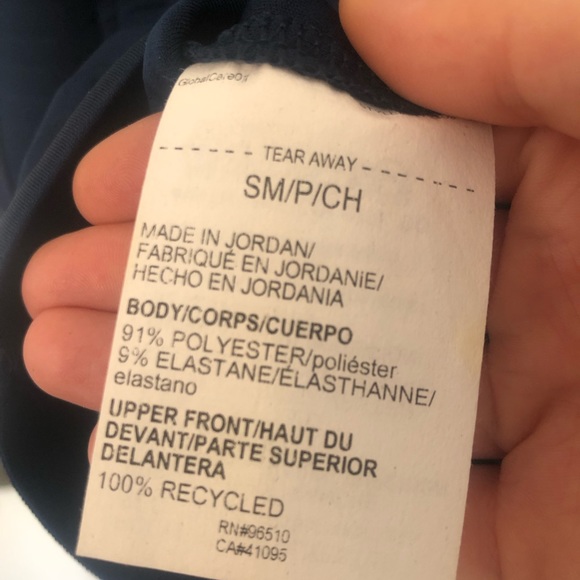 GlobalCare01
TEAR AWAY
SM/P/CH
MADE IN JORDAN/
FABRIQUÉ EN JORDANIE/
HECHO EN JORDANIA
BODY/CORPS/CUERPO
91% POLYESTER/poliéster
9% ELASTANE/ÉLASTHANNE/
elastano
UPPER FRONT/HAUT DU
DEVANT/PARTE SUPERIOR
DELANTERA
100% RECYCLED
RN#96510
CA#41095